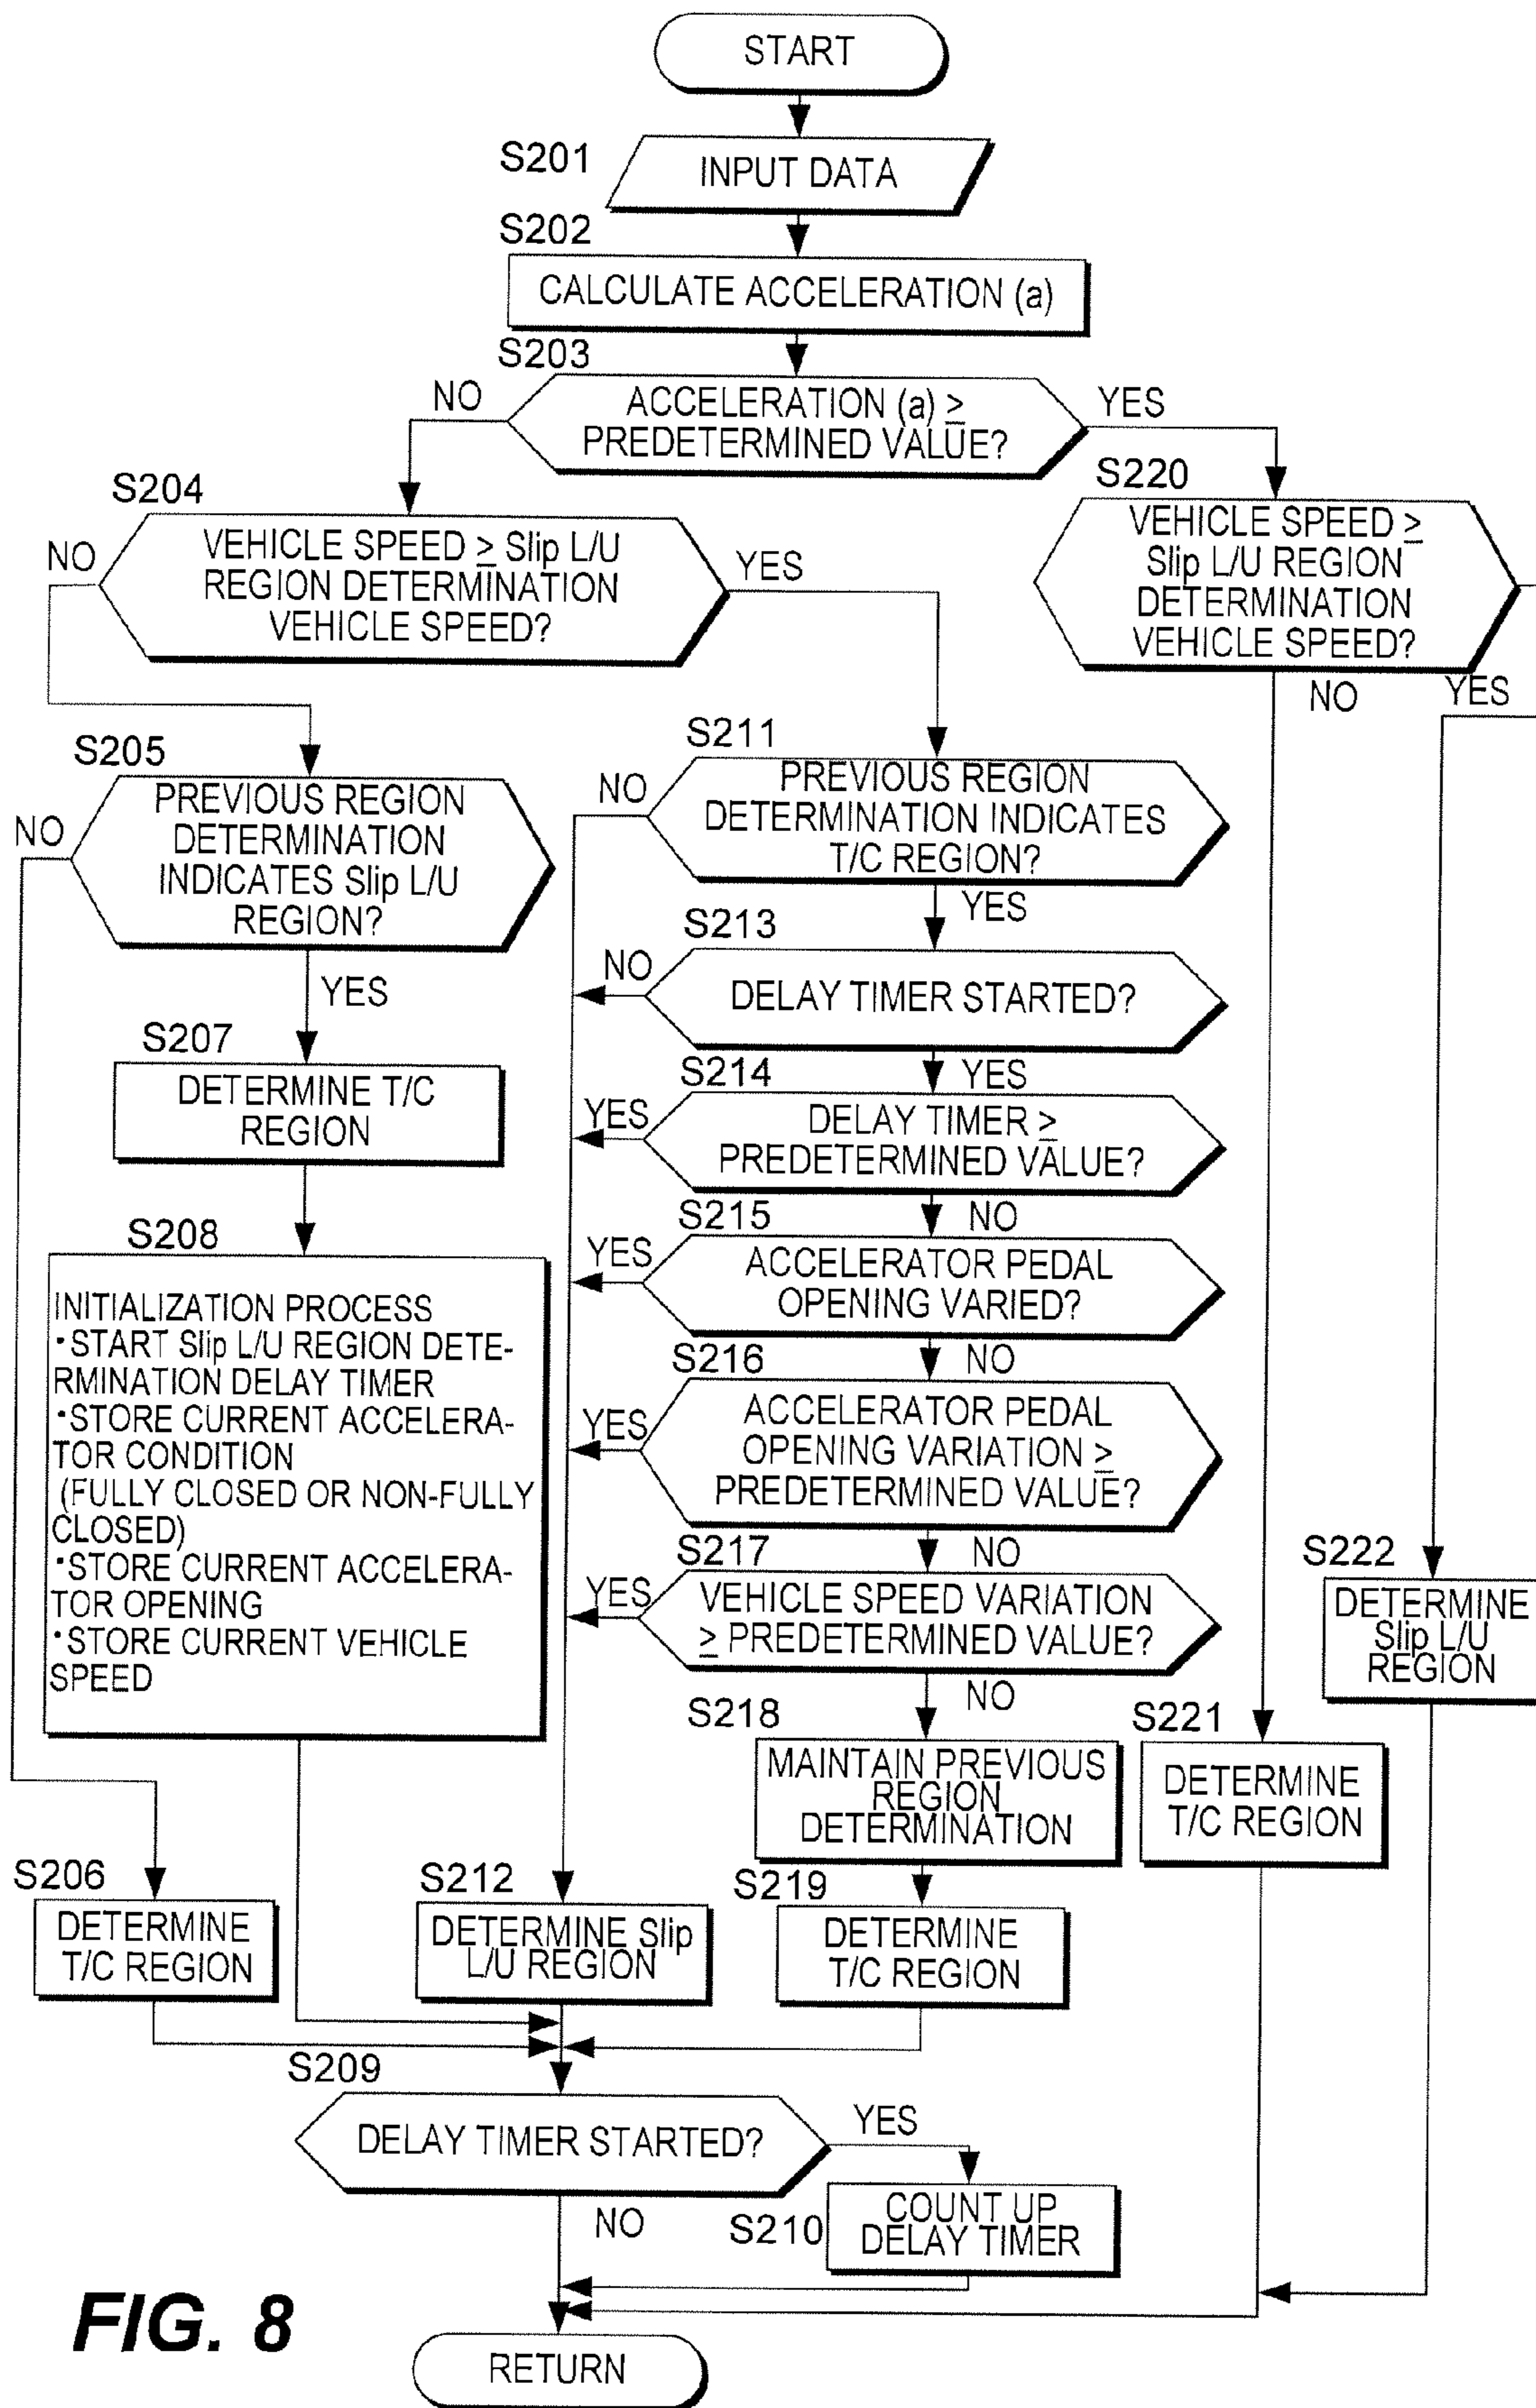 START
S201
INPUT DATA
S202
CALCULATE ACCELERATION (a)
S203
NO
ACCELERATION (a) ≥
PREDETERMINED VALUE?
YES
S204
NO
VEHICLE SPEED ≥ Slip L/U
REGION DETERMINATION
VEHICLE SPEED?
YES
S220
VEHICLE SPEED ≥
Slip L/U REGION
DETERMINATION
VEHICLE SPEED?
NO
YES
S205
NO
PREVIOUS REGION
DETERMINATION
INDICATES Slip L/U
REGION?
YES
S211
NO
PREVIOUS REGION
DETERMINATION INDICATES
T/C REGION?
YES
S213
NO
DELAY TIMER STARTED?
YES
S207
DETERMINE T/C
REGION
S214
YES
DELAY TIMER ≥
PREDETERMINED VALUE?
NO
S215
YES
ACCELERATOR PEDAL
OPENING VARIED?
NO
S208
INITIALIZATION PROCESS
•START Slip L/U REGION DETE-
RMINATION DELAY TIMER
•STORE CURRENT ACCELERA-
TOR CONDITION
(FULLY CLOSED OR NON-FULLY
CLOSED)
•STORE CURRENT ACCELERA-
TOR OPENING
•STORE CURRENT VEHICLE
SPEED
S216
YES
ACCELERATOR PEDAL
OPENING VARIATION ≥
PREDETERMINED VALUE?
NO
S217
YES
VEHICLE SPEED VARIATION
≥ PREDETERMINED VALUE?
NO
S222
DETERMINE
Slip L/U
REGION
S218
MAINTAIN PREVIOUS
REGION
DETERMINATION
S221
DETERMINE
T/C REGION
S206
DETERMINE
T/C REGION
S212
DETERMINE Slip
L/U REGION
S219
DETERMINE
T/C REGION
S209
DELAY TIMER STARTED?
YES
NO
S210
COUNT UP
DELAY TIMER
RETURN
FIG. 8